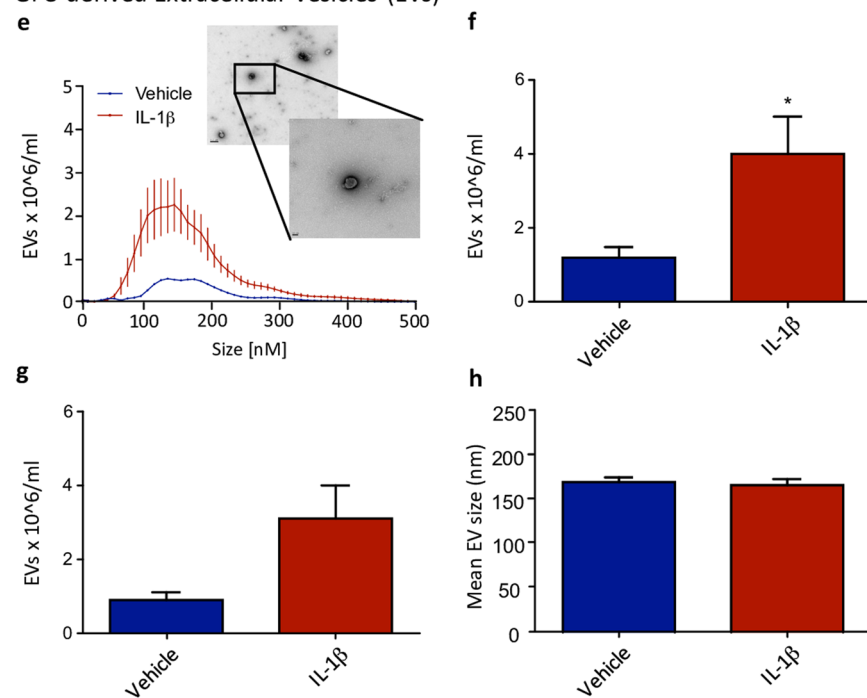 e
5
4
3
2
1
0
EVs x 10^6/ml
Vehicle
IL-1β
0
100
200
300
400
500
Size [nM]
f
6
4
2
0
EVs x 10^6/ml
*
Vehicle
IL-1β
g
6
4
2
0
EVs x 10^6/ml
Vehicle
IL-1β
h
250
200
150
100
50
0
Mean EV size (nm)
Vehicle
IL-1β